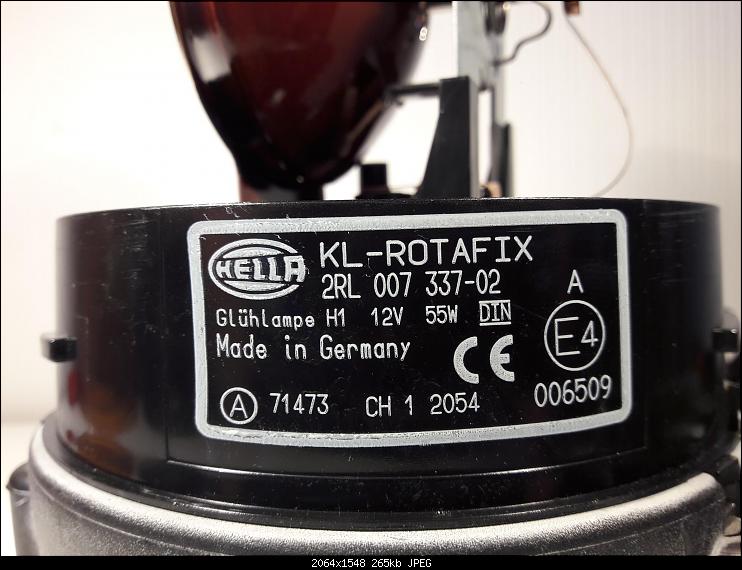 HELLA
KL-ROTAFIX
2RL 007 337-02
Glühlampe H1 12V 55W DIN
Made in Germany
CE
A
E4
006509
A 71473 CH 1 2054
2064x1548 265kb JPEG